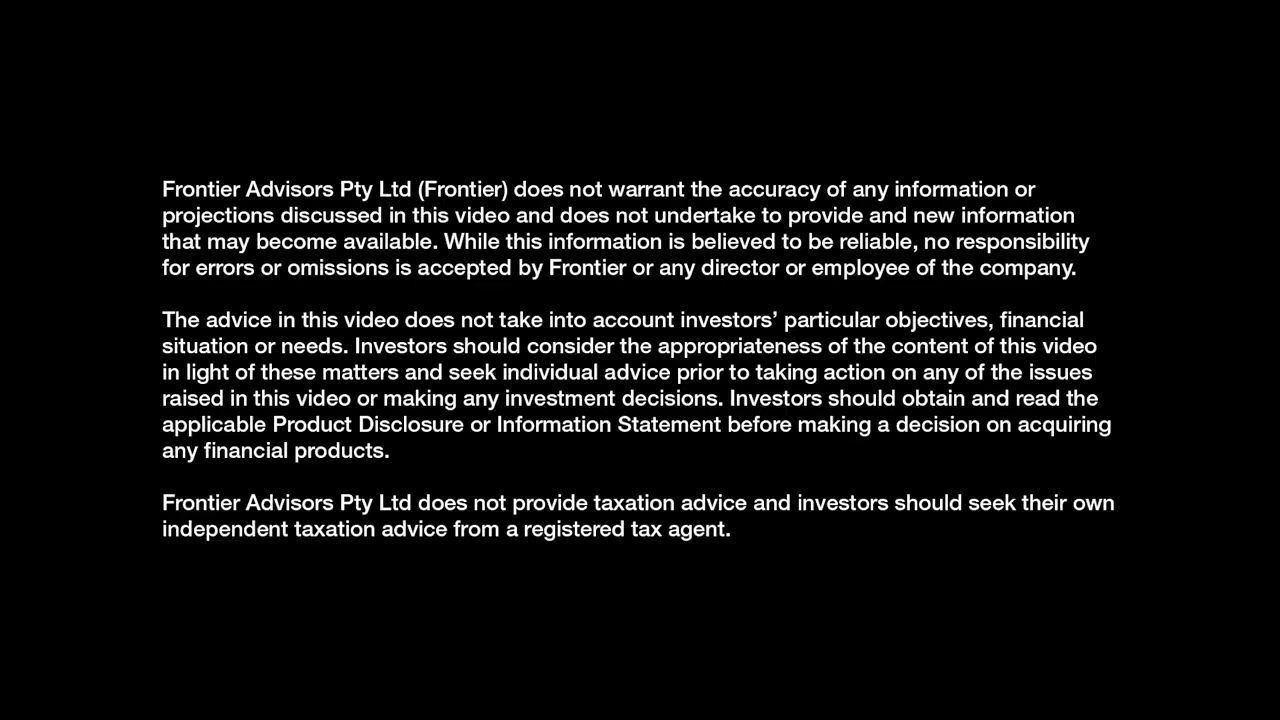 Frontier Advisors Pty Ltd (Frontier) does not warrant the accuracy of any information or
projections discussed in this video and does not undertake to provide and new information
that may become available. While this information is believed to be reliable, no responsibility
for errors or omissions is accepted by Frontier or any director or employee of the company.
The advice in this video does not take into account investors’ particular objectives, financial
situation or needs. Investors should consider the appropriateness of the content of this video
in light of these matters and seek individual advice prior to taking action on any of the issues
raised in this video or making any investment decisions. Investors should obtain and read the
applicable Product Disclosure or Information Statement before making a decision on acquiring
any financial products.
Frontier Advisors Pty Ltd does not provide taxation advice and investors should seek their own
independent taxation advice from a registered tax agent.